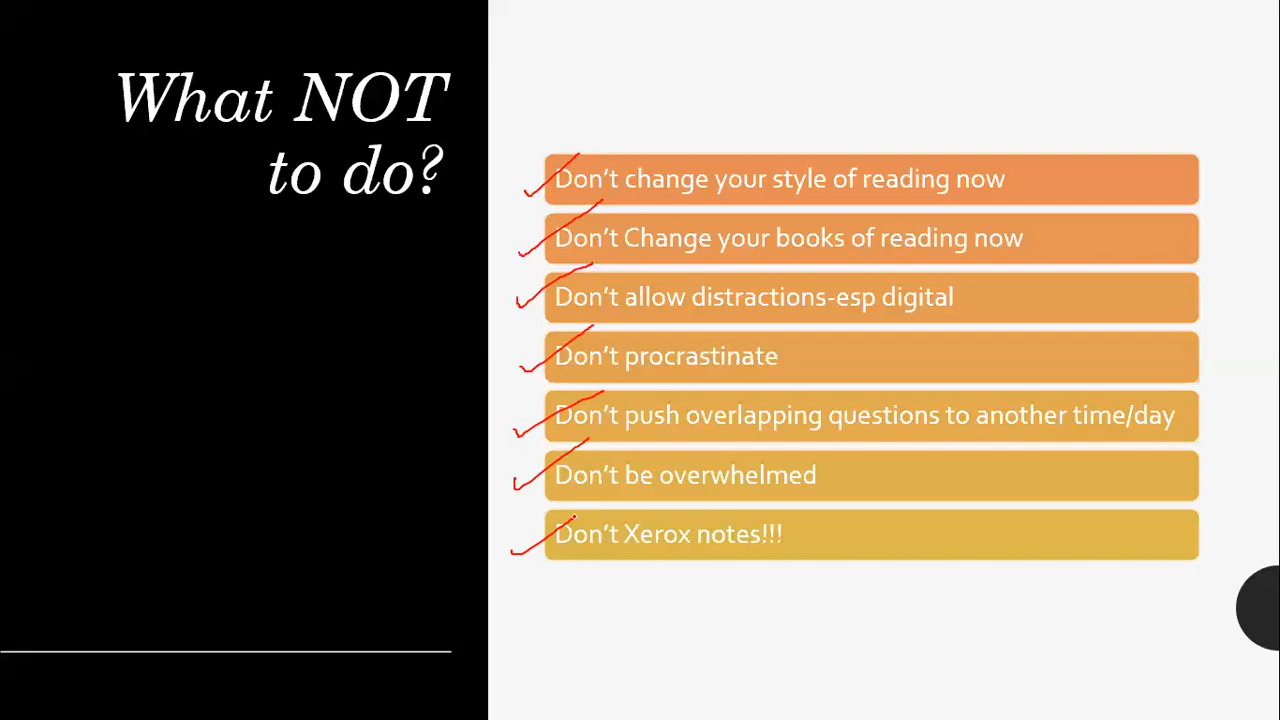 What NOT
to do?
Don't change your style of reading now
Don't Change your books of reading now
Don't allow distractions-esp digital
Don't procrastinate
Don't push overlapping questions to another time/day
Don't be overwhelmed
Don't Xerox notes!!!